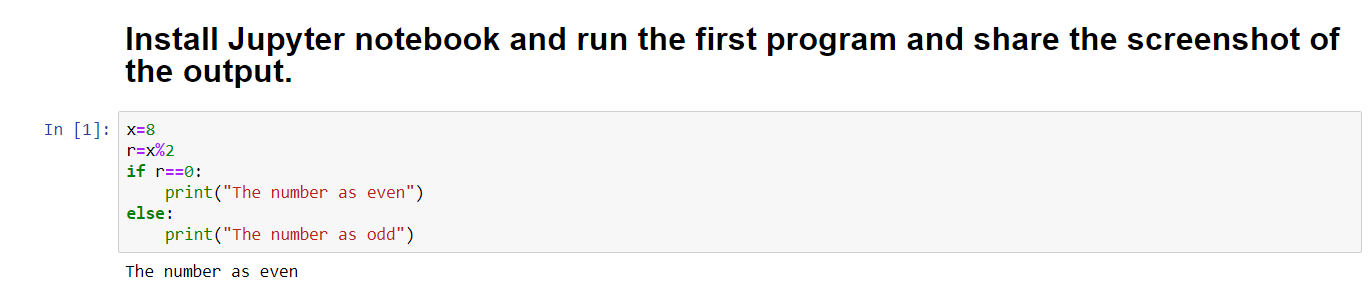 Install Jupyter notebook and run the first program and share the screenshot of
the output.
In [1]: x=8
r=x%2
if r==0:
    print("The number as even")
else:
    print("The number as odd")
The number as even